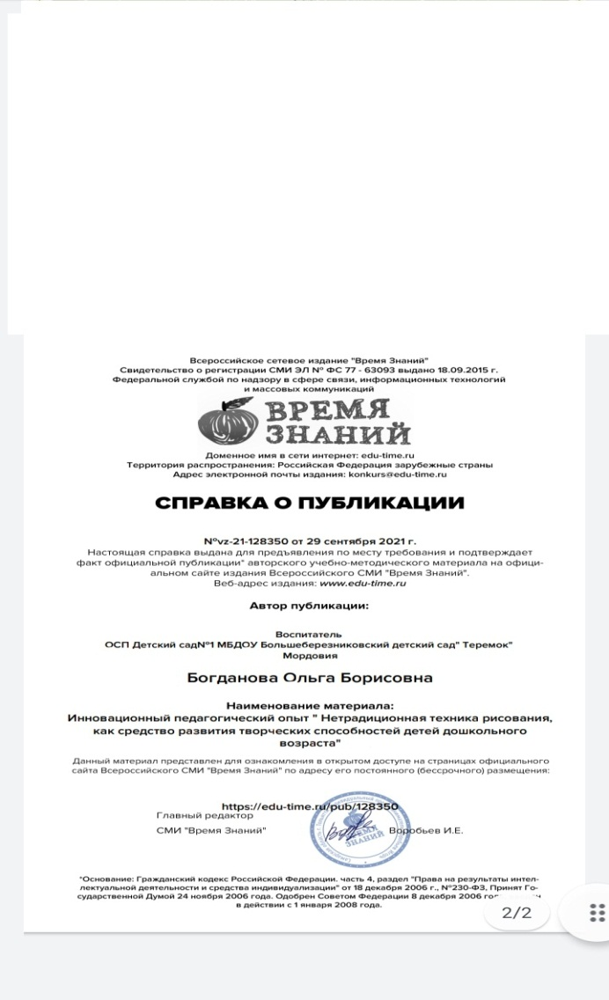 Всероссийское сетевое издание "Время Знаний"
Свидетельство о регистрации СМИ ЭЛ № ФС 77 - 63093 выдано 18.09.2015 г.
Федеральной службой по надзору в сфере связи, информационных технологий
и массовых коммуникаций
ВРЕМЯ
ЗНАНИЙ
Доменное имя в сети интернет: edu-time.ru
Территория распространения: Российская Федерация зарубежные страны
Адрес электронной почты издания: konkurs@edu-time.ru
СПРАВКА О ПУБЛИКАЦИИ
№vz-21-128350 от 29 сентября 2021 г.
Настоящая справка выдана для предъявления по месту требования и подтверждает
факт официальной публикации* авторского учебно-методического материала на офици-
альном сайте издания Всероссийского СМИ "Время Знаний".
Веб-адрес издания: www.edu-time.ru
Автор публикации:
Воспитатель
ОСП Детский сад№1 МБДОУ Большеберезниковский детский сад" Теремок"
Мордовия
Богданова Ольга Борисовна
Наименование материала:
Инновационный педагогический опыт " Нетрадиционная техника рисования,
как средство развития творческих способностей детей дошкольного
возраста"
Данный материал представлен для ознакомления в открытом доступе на страницах официального
сайта Всероссийского СМИ "Время Знаний" по адресу его постоянного (бессрочного) размещения:
https://edu-time.ru/pub/128350
Главный редактор
СМИ "Время Знаний"
ВРЕМЯ
ЗНАНИЙ
Воробьев И.Е.
*Основание: Гражданский кодекс Российской Федерации. часть 4, раздел "Права на результаты интел-
лектуальной деятельности и средства индивидуализации" от 18 декабря 2006 г., №230-ФЗ, Принят Го-
сударственной Думой 24 ноября 2006 года. Одобрен Советом Федерации 8 декабря 2006
в действии с 1 января 2008 года.
2/2